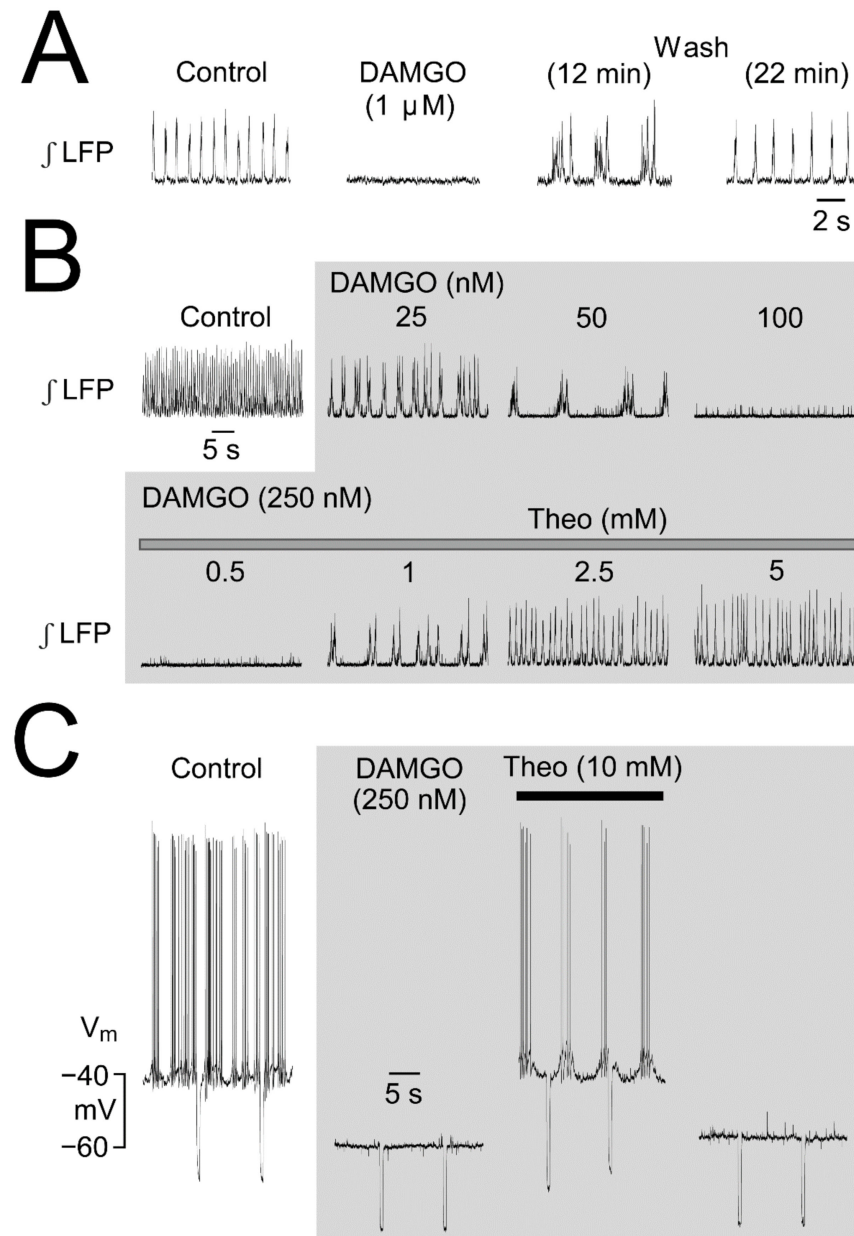 A
Control
DAMGO
(1 µM)
Wash
(12 min)
(22 min)
∫ LFP
2 s
B
DAMGO (nM)
Control
25
50
100
∫ LFP
5 s
DAMGO (250 nM)
Theo (mM)
0.5
1
2.5
5
∫ LFP
C
Control
DAMGO
(250 nM)
Theo (10 mM)
Vm
−40
mV
−60
5 s